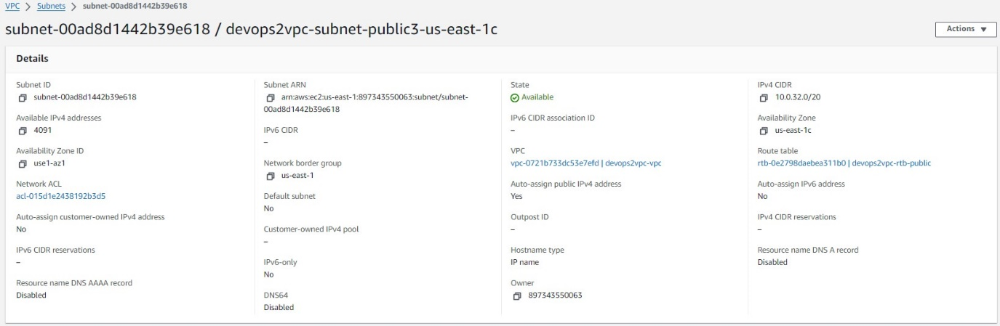 VPC > Subnets > subnet-00ad8d1442b39e618
subnet-00ad8d1442b39e618 / devops2vpc-subnet-public3-us-east-1c
Actions
Details
Subnet ID
subnet-00ad8d1442b39e618
Available IPv4 addresses
4091
Availability Zone ID
use1-az1
Network ACL
acl-015d1e2438192b3d5
Auto-assign customer-owned IPv4 address
No
IPv6 CIDR reservations
–
Resource name DNS AAAA record
Disabled
Subnet ARN
arn:aws:ec2:us-east-1:897343550063:subnet/subnet-
00ad8d1442b39e618
IPv6 CIDR
–
Network border group
us-east-1
Default subnet
No
Customer-owned IPv4 pool
–
IPv6-only
No
DNS64
Disabled
State
Available
IPv6 CIDR association ID
–
VPC
vpc-0721b733dc53e7efd | devops2vpc-vpc
Auto-assign public IPv4 address
Yes
Outpost ID
–
Hostname type
IP name
Owner
897343550063
IPv4 CIDR
10.0.32.0/20
Availability Zone
us-east-1c
Route table
rtb-0e2798daebea311b0 | devops2vpc-rtb-public
Auto-assign IPv6 address
No
IPv4 CIDR reservations
–
Resource name DNS A record
Disabled